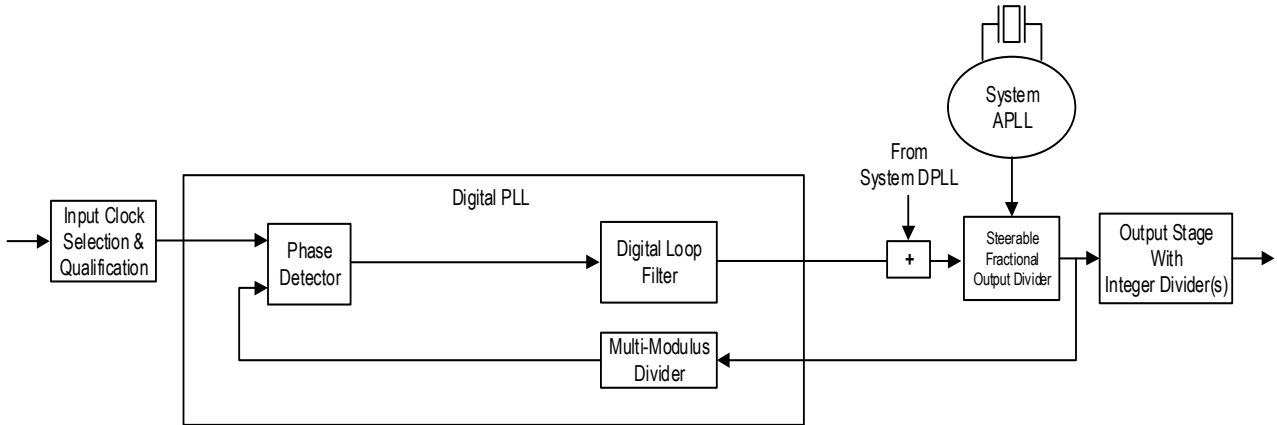 System
APLL
From
System DPLL
Digital PLL
Input Clock
Selection &
Qualification
Phase
Detector
Digital Loop
Filter
+
Steerable
Fractional
Output Divider
Output Stage
With
Integer Divider(s)
Multi-Modulus
Divider